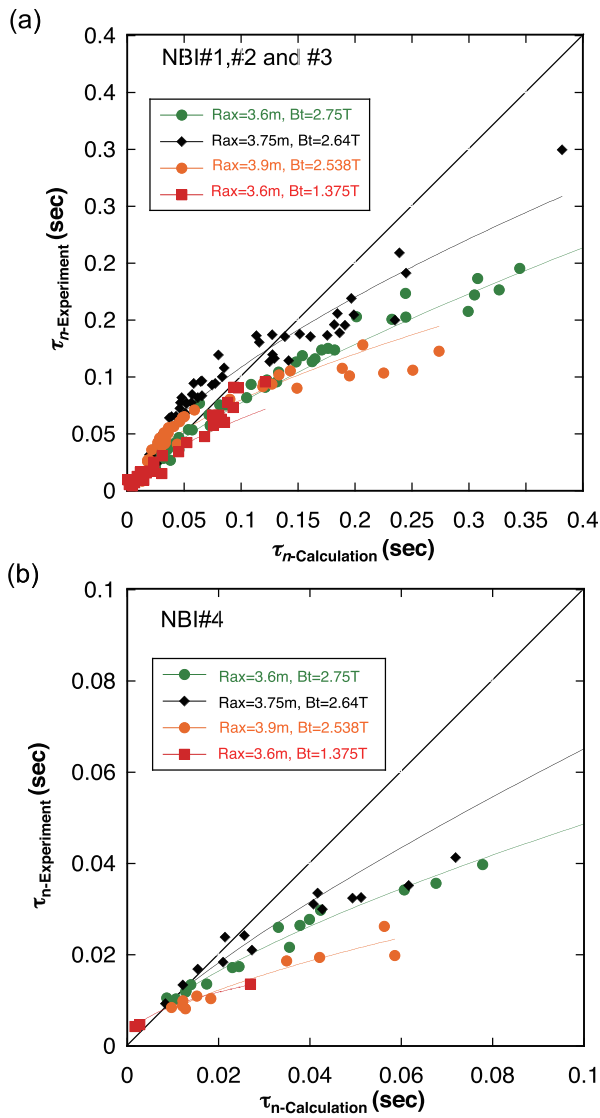 (a)
NBI#1,#2 and #3
Rax=3.6m, Bt=2.75T
Rax=3.75m, Bt=2.64T
Rax=3.9m, Bt=2.538T
Rax=3.6m, Bt=1.375T
0.4
0.4
0.3
0.3
0.2
0.2
0.1
0.05
0
τn-Experiment (sec)
0 0.05 0.1 0.15 0.2 0.25 0.3 0.35 0.4
τn-Calculation (sec)
(b)
NBI#4
Rax=3.6m, Bt=2.75T
Rax=3.75m, Bt=2.64T
Rax=3.9m, Bt=2.538T
Rax=3.6m, Bt=1.375T
0.1
0.08
0.06
0.04
0.02
0
τn-Experiment (sec)
0 0.02 0.04 0.06 0.08 0.1
τn-Calculation (sec)